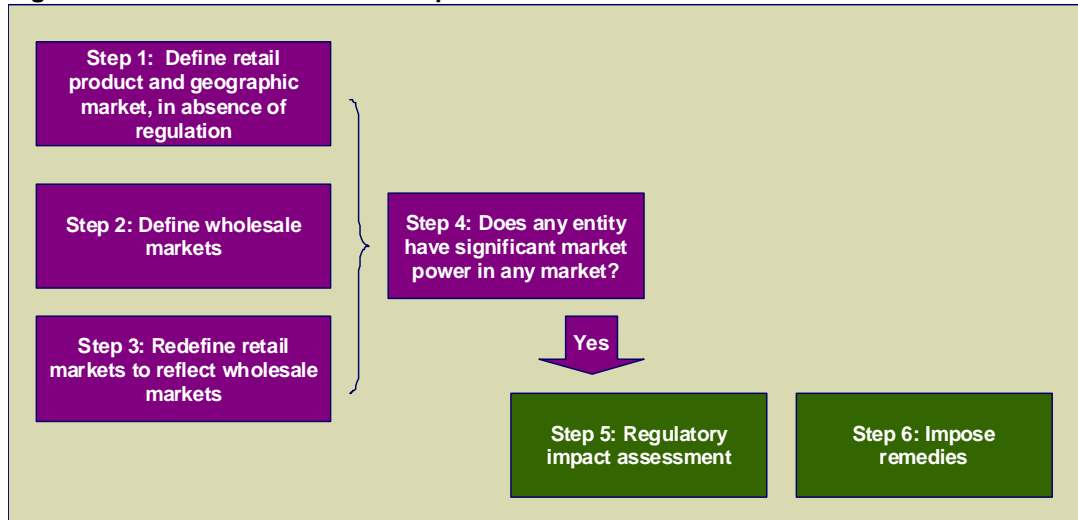 Step 1: Define retail
product and geographic
market, in absence of
regulation
Step 2: Define wholesale
markets
Step 3: Redefine retail
markets to reflect wholesale
markets
Step 4: Does any entity
have significant market
power in any market?
Yes
Step 5: Regulatory
impact assessment
Step 6: Impose
remedies